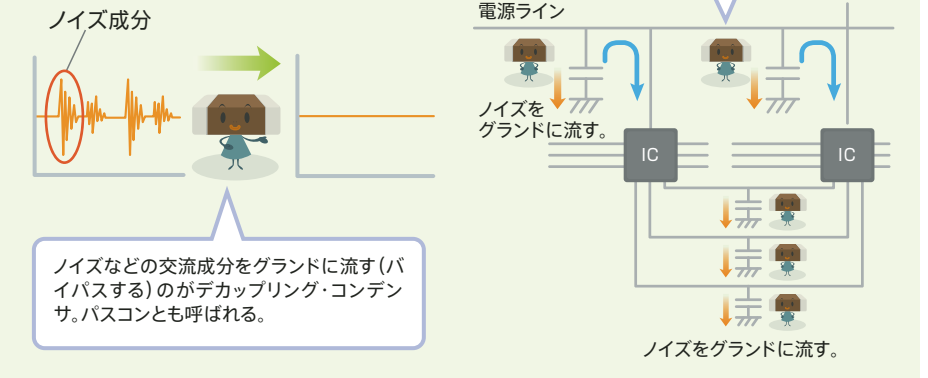 ノイズ成分
ノイズなどの交流成分をグランドに流す(バ
イパスする)のがデカップリング・コンデン
サ。パスコンとも呼ばれる。
電源ライン
ノイズを
グランドに流す。
IC
IC
ノイズをグランドに流す。